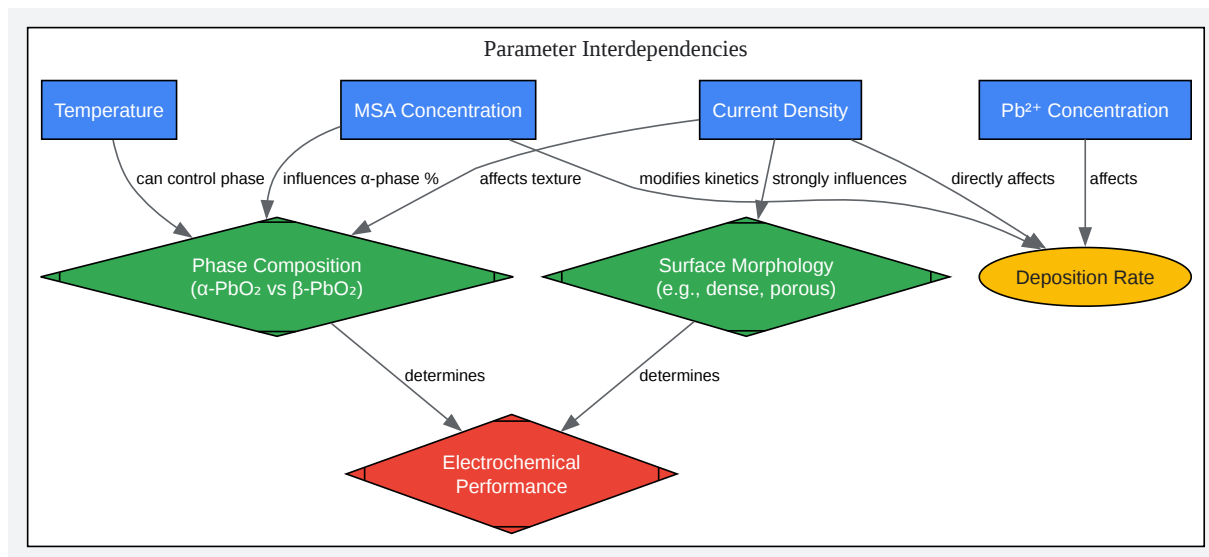 Parameter Interdependencies
Temperature
MSA Concentration
Current Density
Pb²⁺ Concentration
can control phase
influences α-phase %
affects texture
modifies kinetics
strongly influences
directly affects
affects
Phase Composition
(α-PbO₂ vs β-PbO₂)
Surface Morphology
(e.g., dense, porous)
Deposition Rate
determines
determines
Electrochemical
Performance